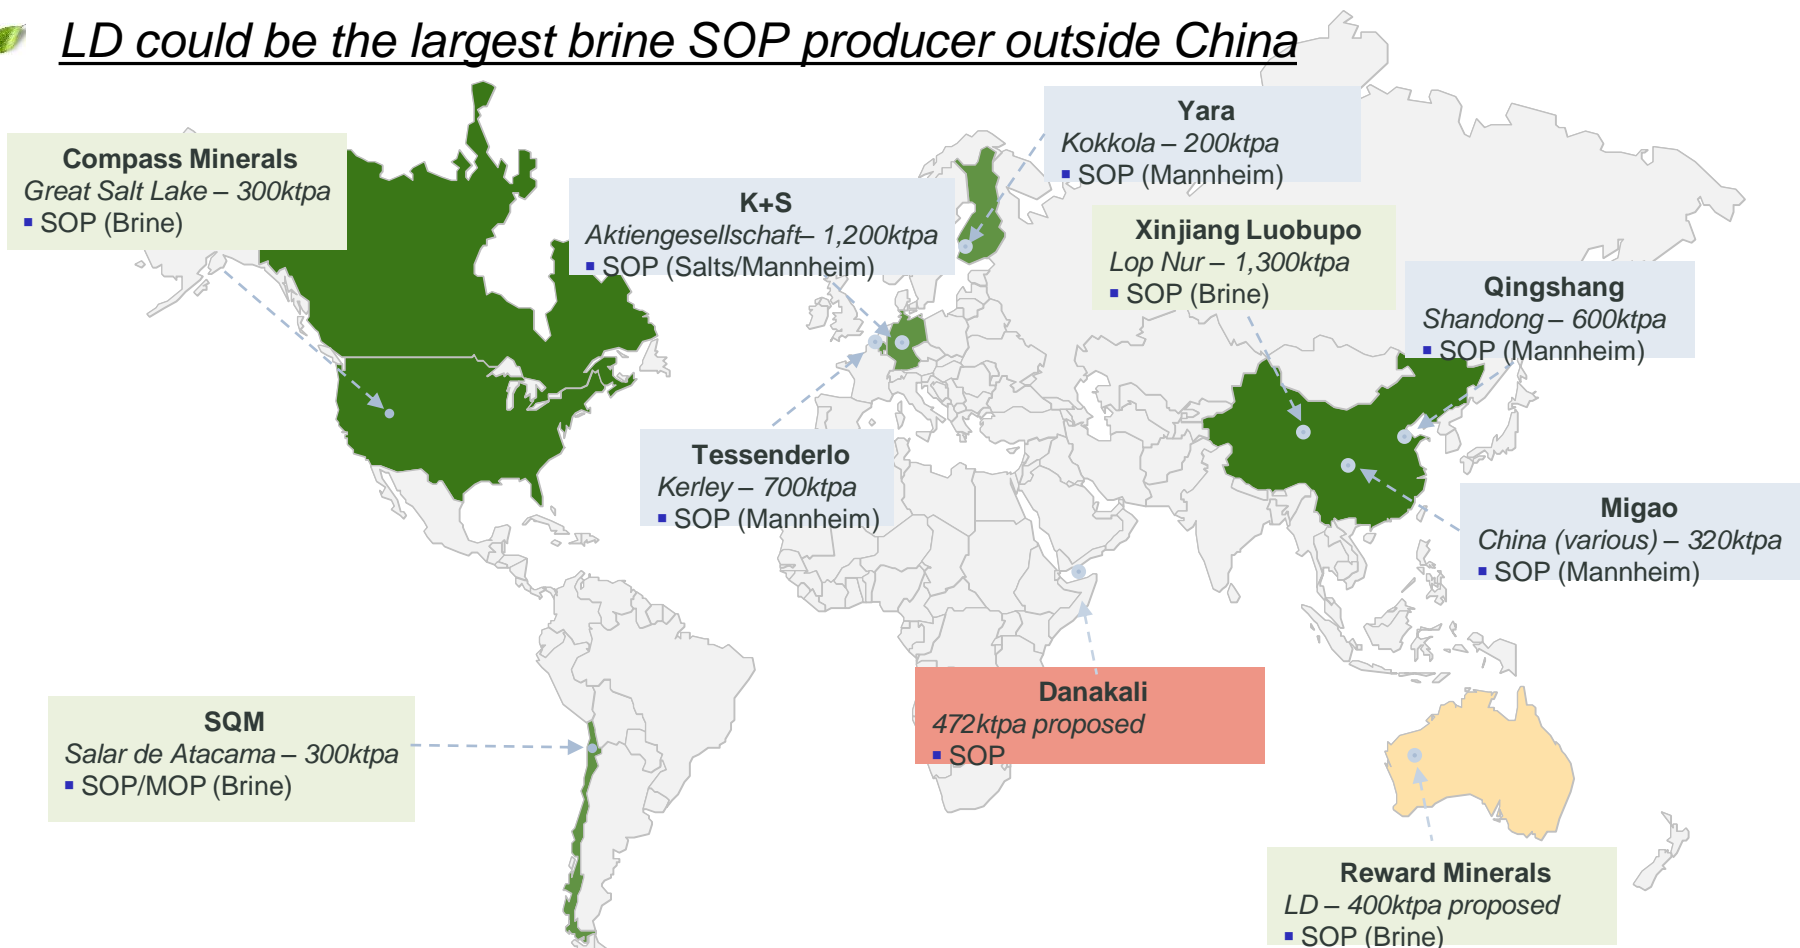 LD could be the largest brine SOP producer outside China
Compass Minerals
Great Salt Lake – 300ktpa
▪ SOP (Brine)
K+S
Aktiengesellschaft– 1,200ktpa
▪ SOP (Salts/Mannheim)
Yara
Kokkola – 200ktpa
▪ SOP (Mannheim)
Xinjiang Luobupo
Lop Nur – 1,300ktpa
▪ SOP (Brine)
Qingshang
Shandong – 600ktpa
▪ SOP (Mannheim)
Tessenderlo
Kerley – 700ktpa
▪ SOP (Mannheim)
Migao
China (various) – 320ktpa
▪ SOP (Mannheim)
Danakali
472ktpa proposed
▪ SOP
SQM
Salar de Atacama – 300ktpa
▪ SOP/MOP (Brine)
Reward Minerals
LD – 400ktpa proposed
▪ SOP (Brine)